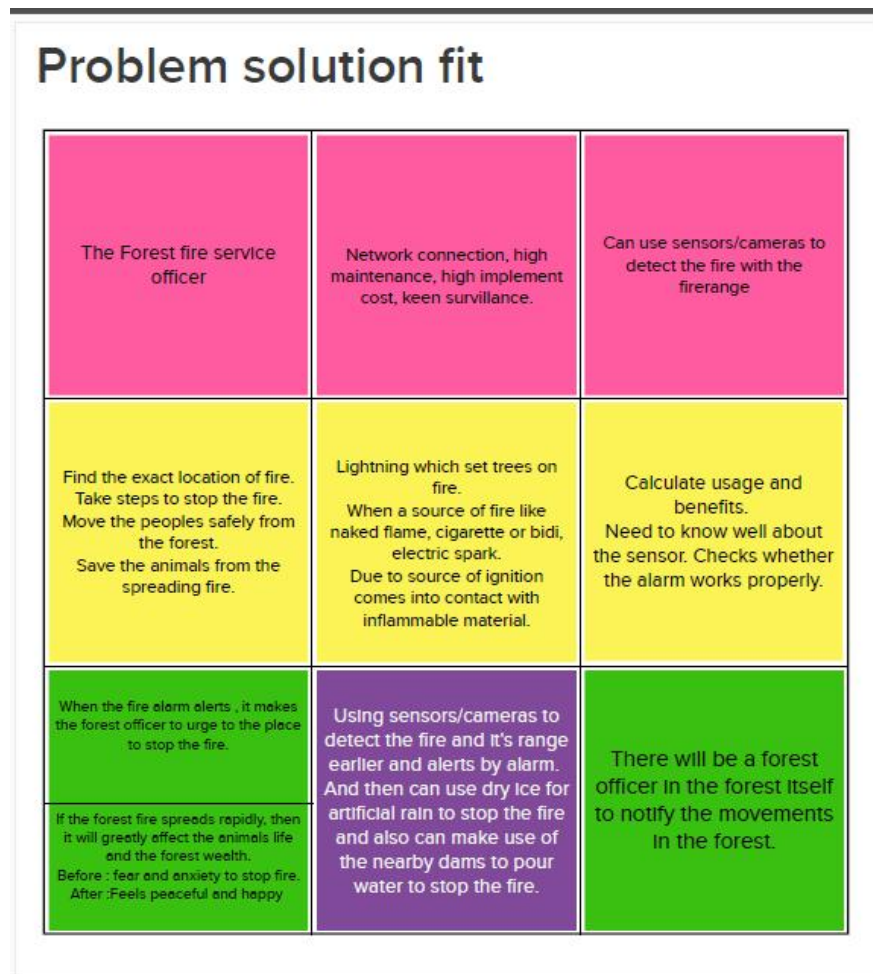 Problem solution fit
The Forest fire service
officer
Network connection, high
maintenance, high implement
cost, keen survillance.
Can use sensors/cameras to
detect the fire with the
firerange
Find the exact location of fire.
Take steps to stop the fire.
Move the peoples safely from
the forest.
Save the animals from the
spreading fire.
Lightning which set trees on
fire.
When a source of fire like
naked flame, cigarette or bidi,
electric spark.
Due to source of ignition
comes into contact with
inflammable material.
Calculate usage and
benefits.
Need to know well about
the sensor. Checks whether
the alarm works properly.
When the fire alarm alerts , it makes
the forest officer to urge to the place
to stop the fire.
If the forest fire spreads rapidly, then
it will greatly affect the animals life
and the forest wealth.
Before : fear and anxiety to stop fire.
After :Feels peaceful and happy
Using sensors/cameras to
detect the fire and it's range
earlier and alerts by alarm.
And then can use dry ice for
artificial rain to stop the fire
and also can make use of
the nearby dams to pour
water to stop the fire.
There will be a forest
officer in the forest itself
to notify the movements
in the forest.